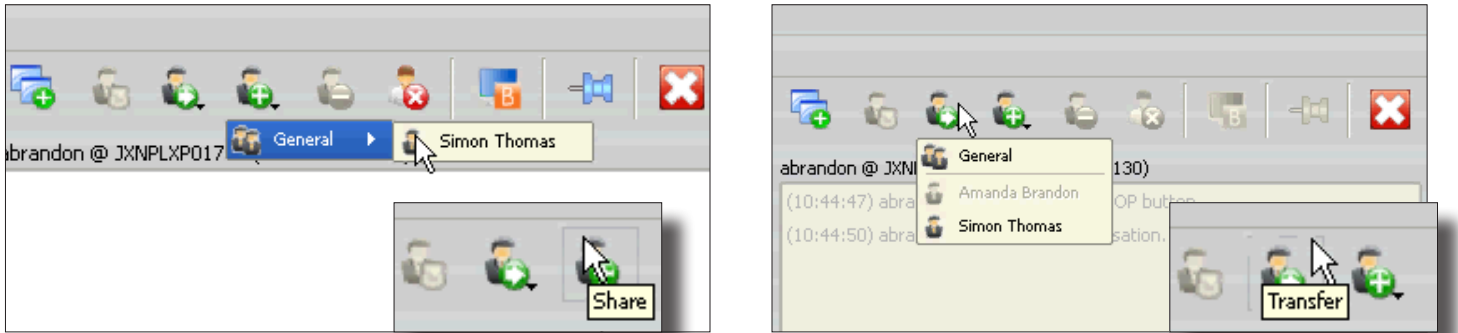 B
General
Simon Thomas
abrandon @ JXNPLXP017
Share
B
General
abrandon @ JXN
130)
Amanda Brandon
(10:44:47) abra
OP button
Simon Thomas
(10:44:50) abra
sation.
Transfer